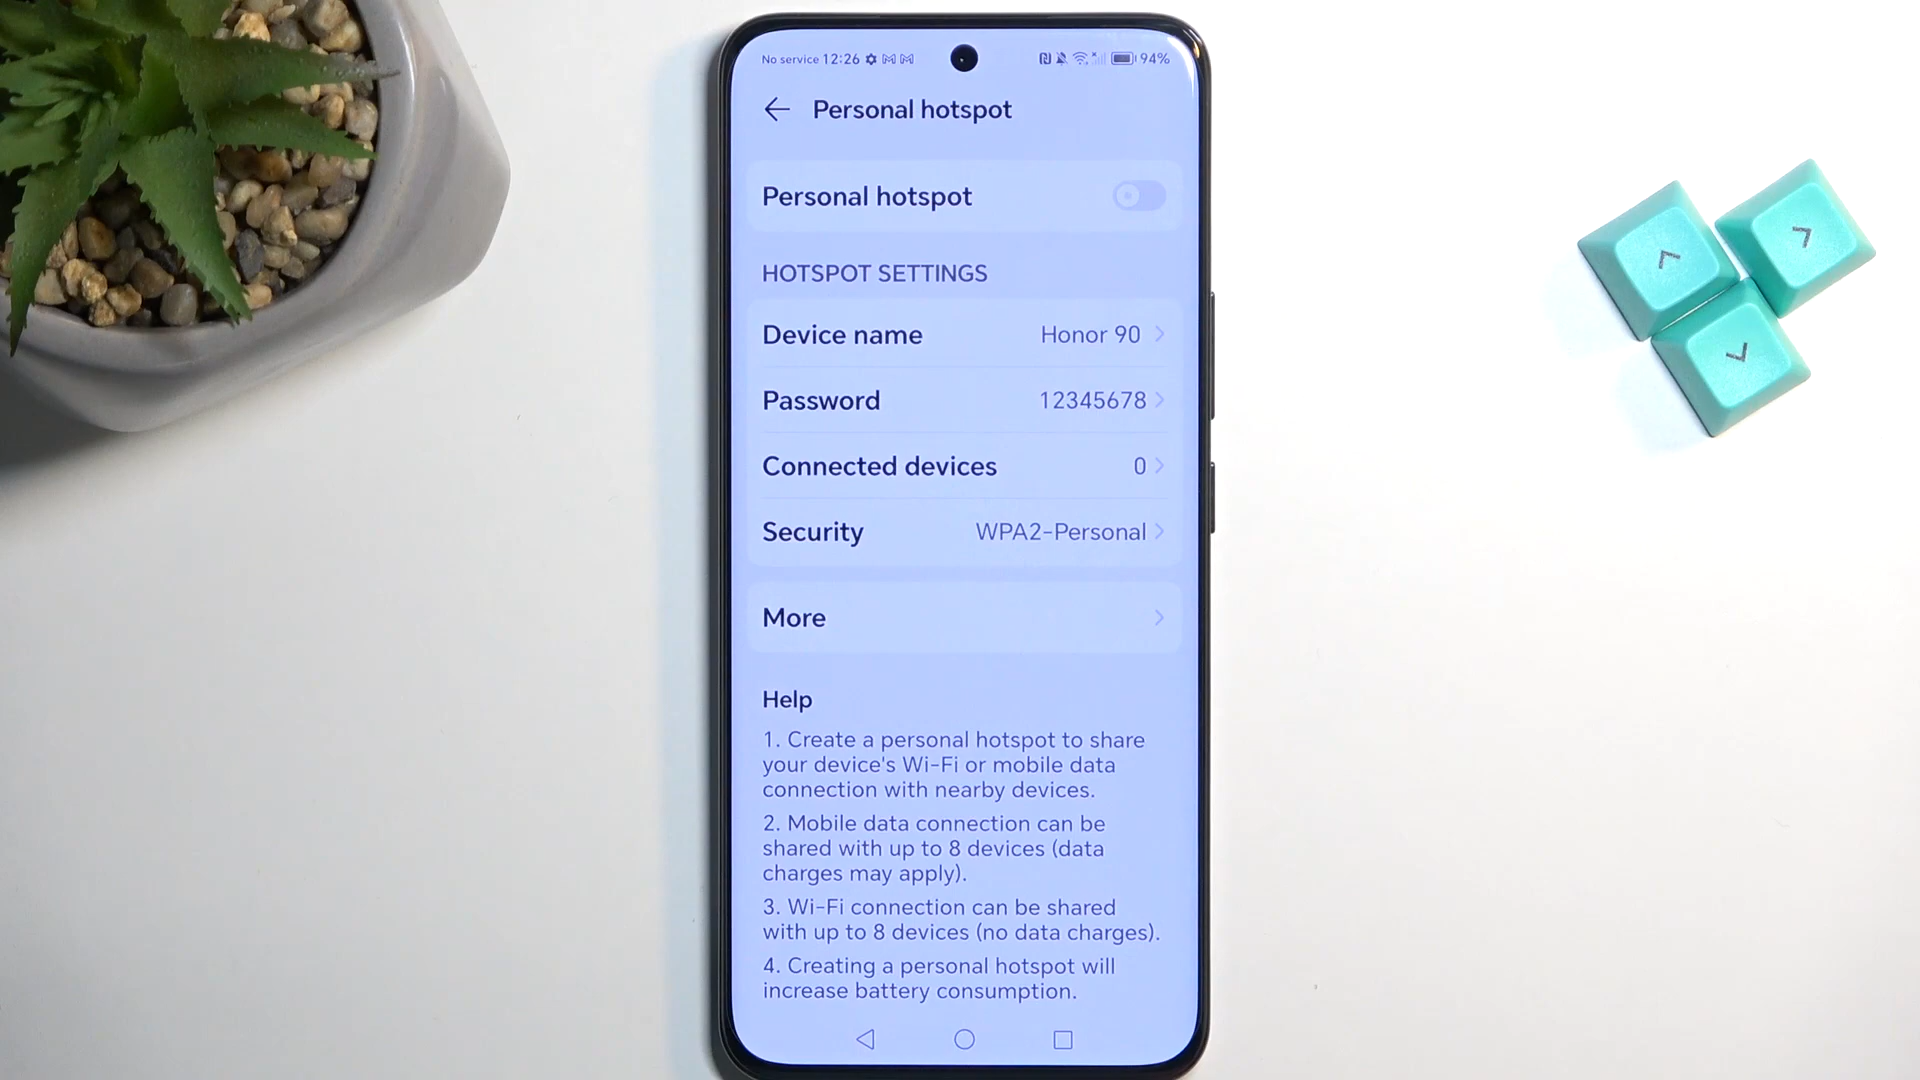 No service 12:26 94%
Personal hotspot
Personal hotspot
HOTSPOT SETTINGS
Device name Honor 90
Password 12345678
Connected devices 0
Security WPA2-Personal
More
Help
1. Create a personal hotspot to share
your device's Wi-Fi or mobile data
connection with nearby devices.
2. Mobile data connection can be
shared with up to 8 devices (data
charges may apply).
3. Wi-Fi connection can be shared
with up to 8 devices (no data charges).
4. Creating a personal hotspot will
increase battery consumption.